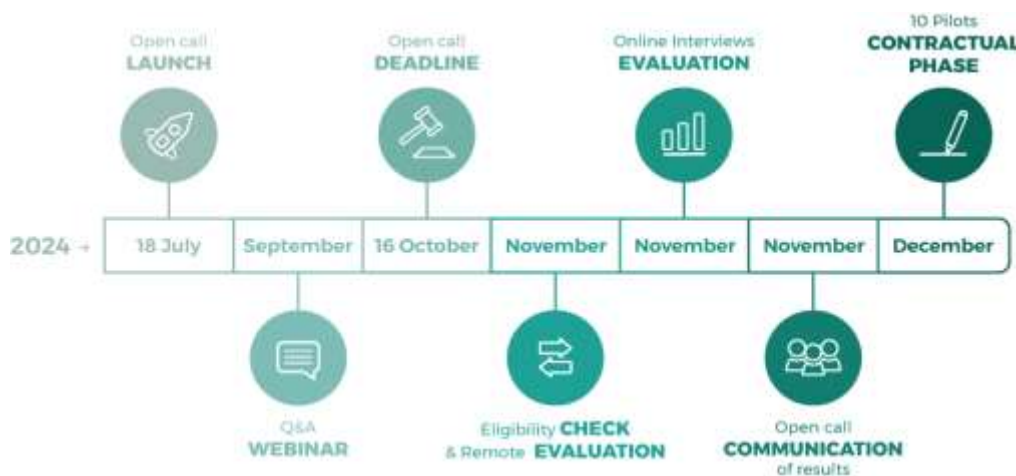 Open call
LAUNCH
Open call
DEADLINE
Online Interviews
EVALUATION
10 Pilots
CONTRACTUAL
PHASE
2024 →
18 July
September
16 October
November
November
November
December
Q&A
WEBINAR
Eligibility CHECK
& Remote EVALUATION
Open call
COMMUNICATION
of results